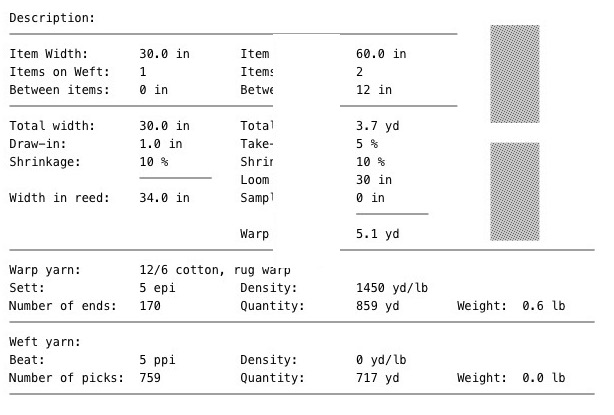 Description:
Item Width: 30.0 in Item 60.0 in
Items on Weft: 1 Items 2
Between items: 0 in Betwe 12 in
Total width: 30.0 in Total 3.7 yd
Draw-in: 1.0 in Take- 5 %
Shrinkage: 10 % Shrin 10 %
Loom 30 in
Width in reed: 34.0 in Sampl 0 in
Warp 5.1 yd
Warp yarn: 12/6 cotton, rug warp
Sett: 5 epi Density: 1450 yd/lb
Number of ends: 170 Quantity: 859 yd Weight: 0.6 lb
Weft yarn:
Beat: 5 ppi Density: 0 yd/lb
Number of picks: 759 Quantity: 717 yd Weight: 0.0 lb